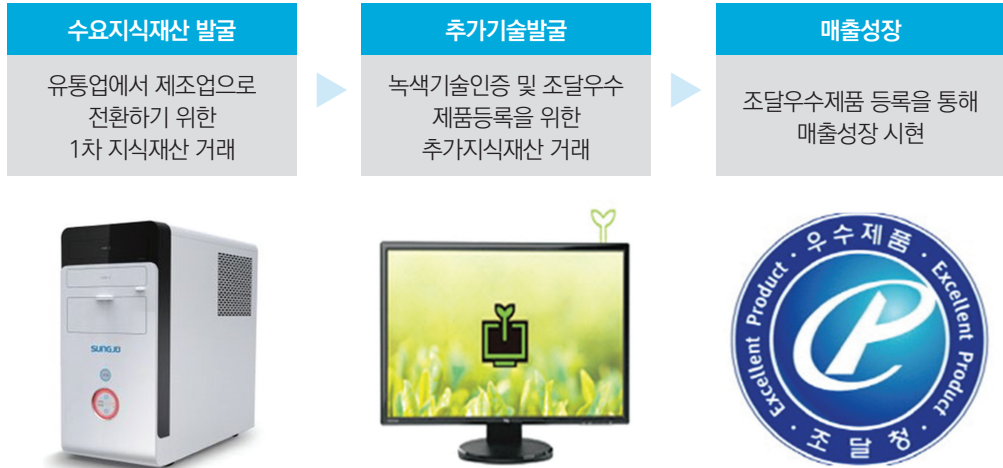 수요지식재산 발굴
유통업에서 제조업으로
전환하기 위한
1차 지식재산 거래
추가기술발굴
녹색기술인증 및 조달우수
제품등록을 위한
추가지식재산 거래
매출성장
조달우수제품 등록을 통해
매출성장 시현
SUNGJO
· 우수제품 ·
Excellent Product
Excellent Product
· 조달청 ·